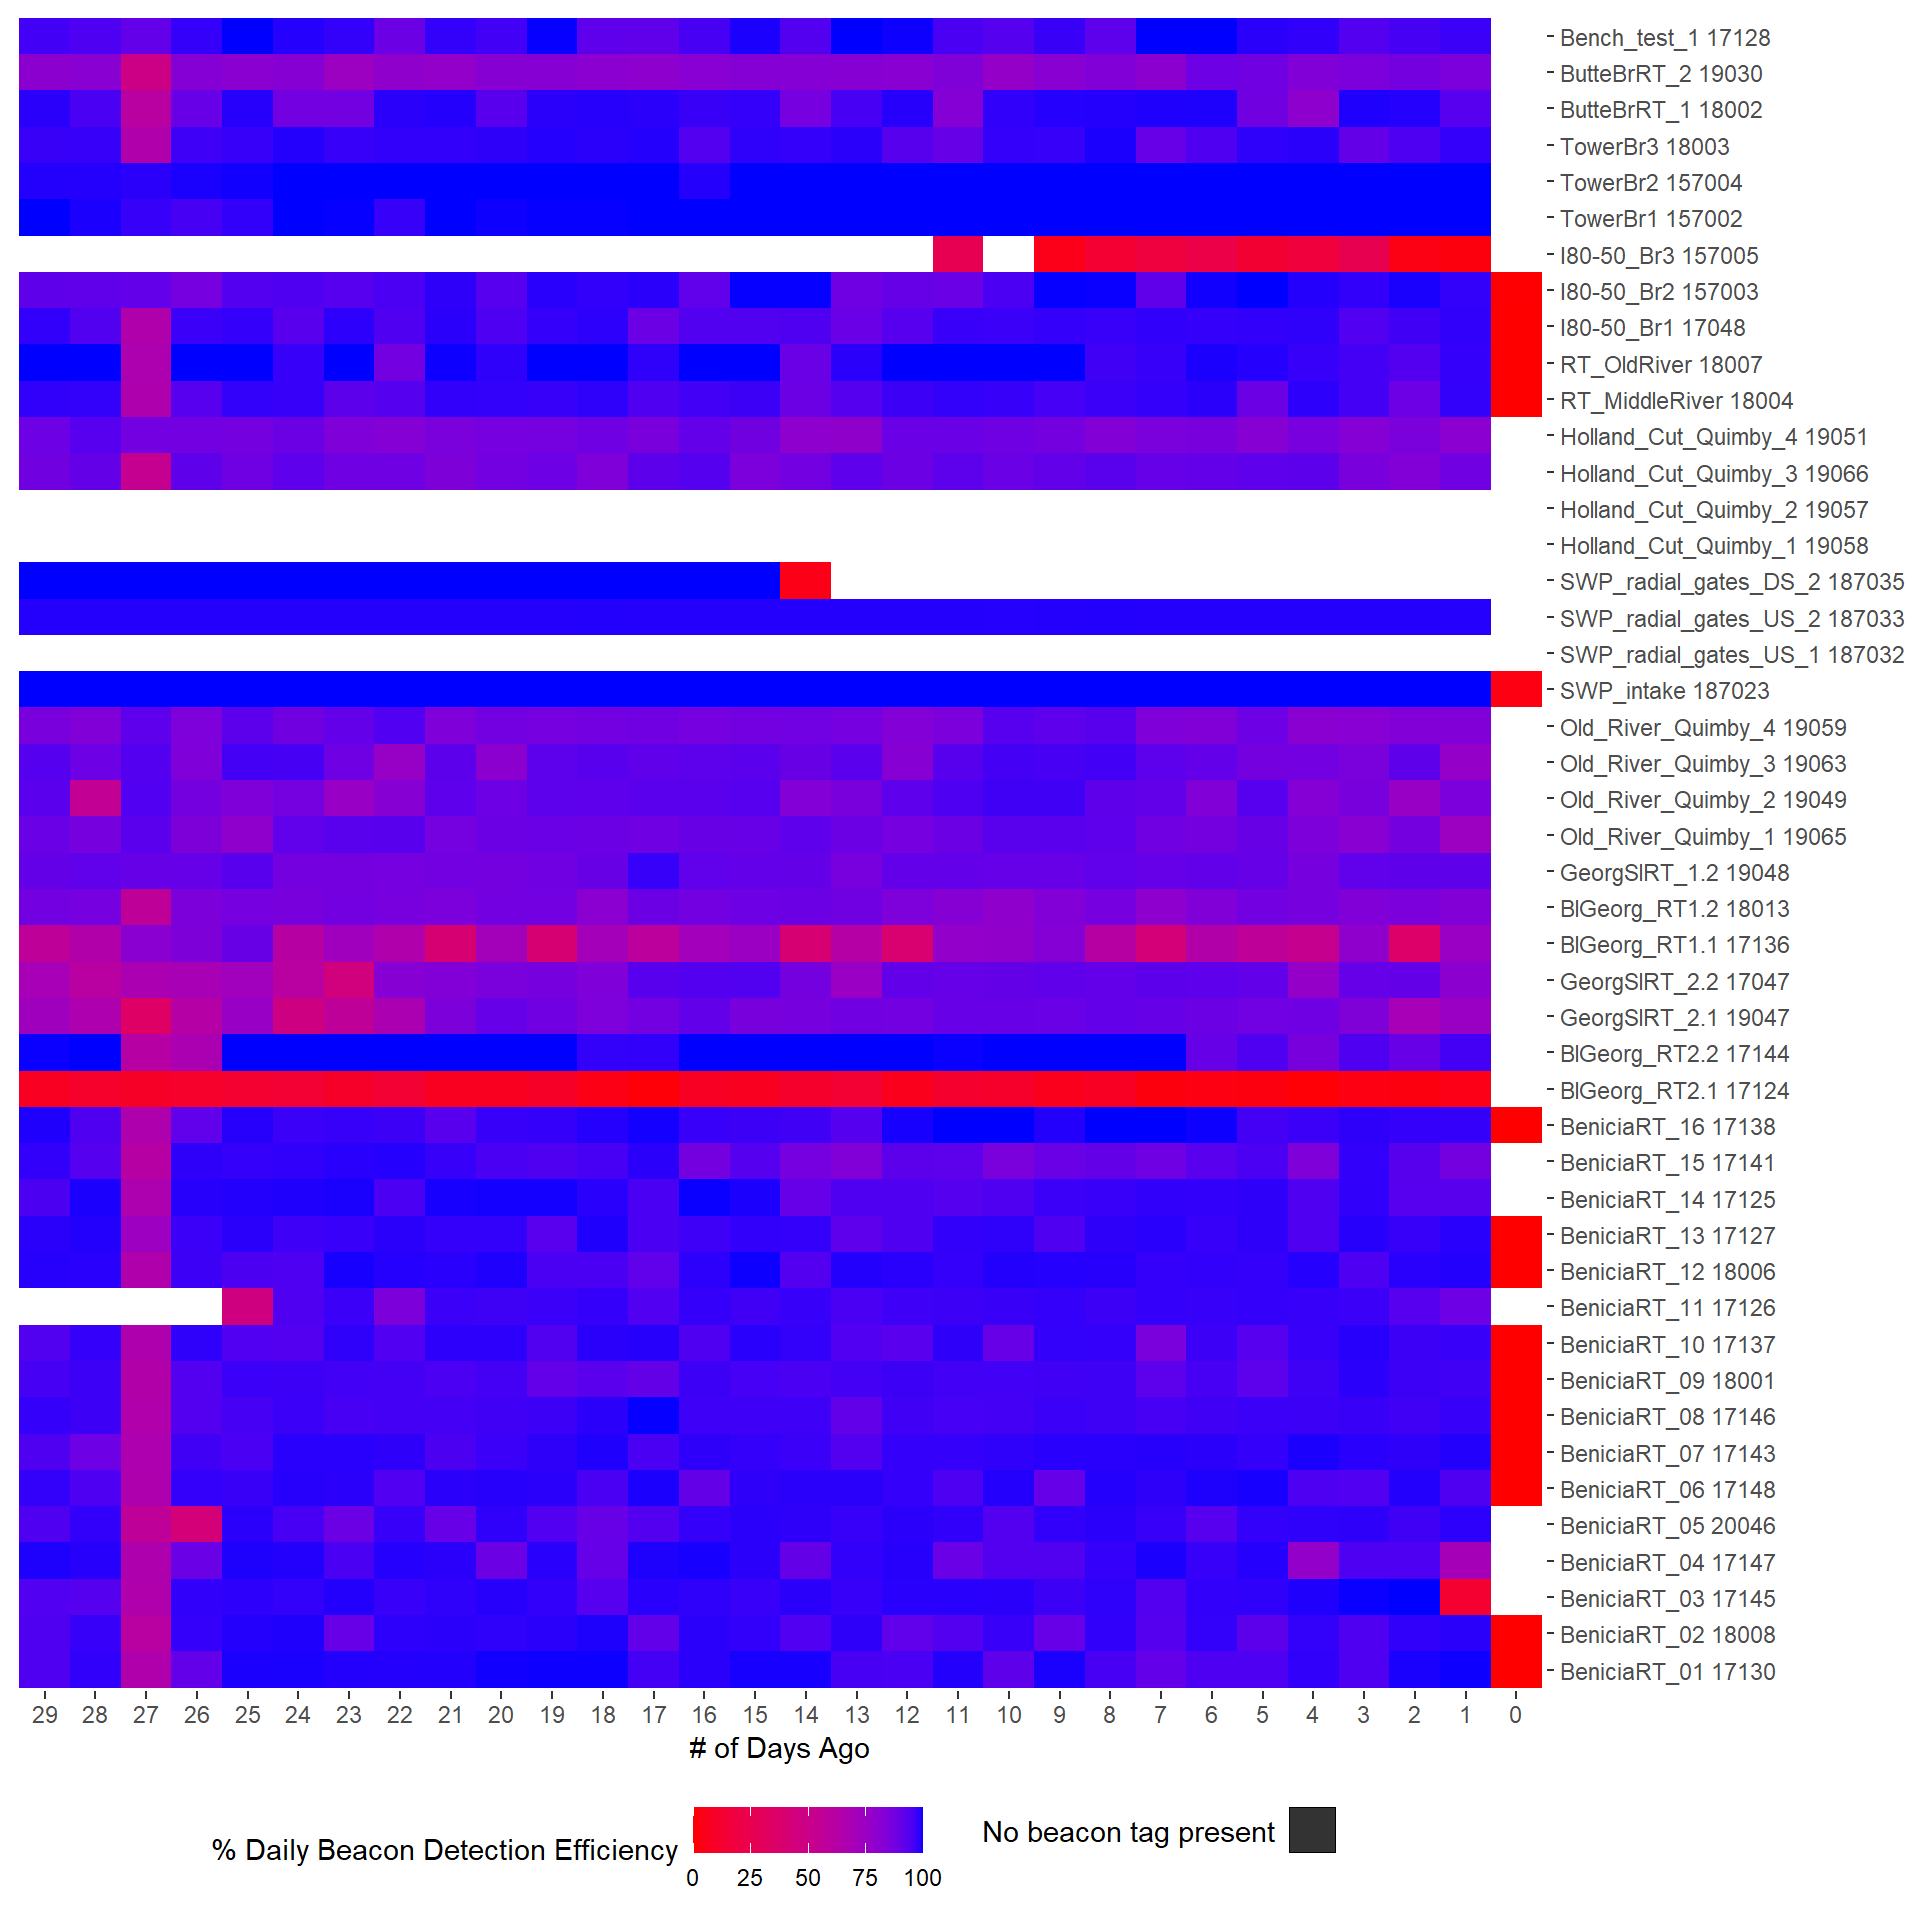 Bench_test_1 17128
ButteBrRT_2 19030
ButteBrRT_1 18002
TowerBr3 18003
TowerBr2 157004
TowerBr1 157002
I80-50_Br3 157005
I80-50_Br2 157003
I80-50_Br1 17048
RT_OldRiver 18007
RT_MiddleRiver 18004
Holland_Cut_Quimby_4 19051
Holland_Cut_Quimby_3 19066
Holland_Cut_Quimby_2 19057
Holland_Cut_Quimby_1 19058
SWP_radial_gates_DS_2 187035
SWP_radial_gates_US_2 187033
SWP_radial_gates_US_1 187032
SWP_intake 187023
Old_River_Quimby_4 19059
Old_River_Quimby_3 19063
Old_River_Quimby_2 19049
Old_River_Quimby_1 19065
GeorgSlRT_1.2 19048
BlGeorg_RT1.2 18013
BlGeorg_RT1.1 17136
GeorgSlRT_2.2 17047
GeorgSlRT_2.1 19047
BlGeorg_RT2.2 17144
BlGeorg_RT2.1 17124
BeniciaRT_16 17138
BeniciaRT_15 17141
BeniciaRT_14 17125
BeniciaRT_13 17127
BeniciaRT_12 18006
BeniciaRT_11 17126
BeniciaRT_10 17137
BeniciaRT_09 18001
BeniciaRT_08 17146
BeniciaRT_07 17143
BeniciaRT_06 17148
BeniciaRT_05 20046
BeniciaRT_04 17147
BeniciaRT_03 17145
BeniciaRT_02 18008
BeniciaRT_01 17130
29 28 27 26 25 24 23 22 21 20 19 18 17 16 15 14 13 12 11 10 9 8 7 6 5 4 3 2 1 0
# of Days Ago
% Daily Beacon Detection Efficiency
0 25 50 75 100
No beacon tag present